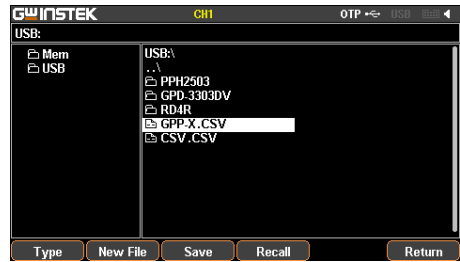 GWINSTEK CH1 OTP USB
USB:
Mem
USB
USB:\
..\
PPH2503
GPD-3303DV
RD4R
GPP-X.CSV
CSV.CSV
Type New File Save Recall Return